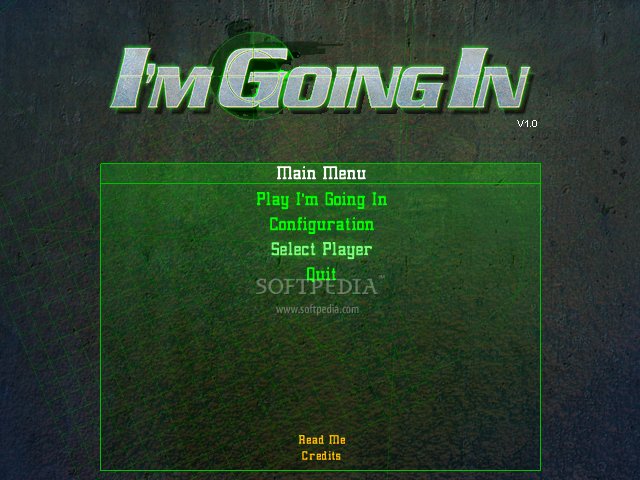 I'm Going In
V1.0
Main Menu
Play I'm Going In
Configuration
Select Player
Quit
SOFTPEDIA™
www.softpedia.com
Read Me
Credits